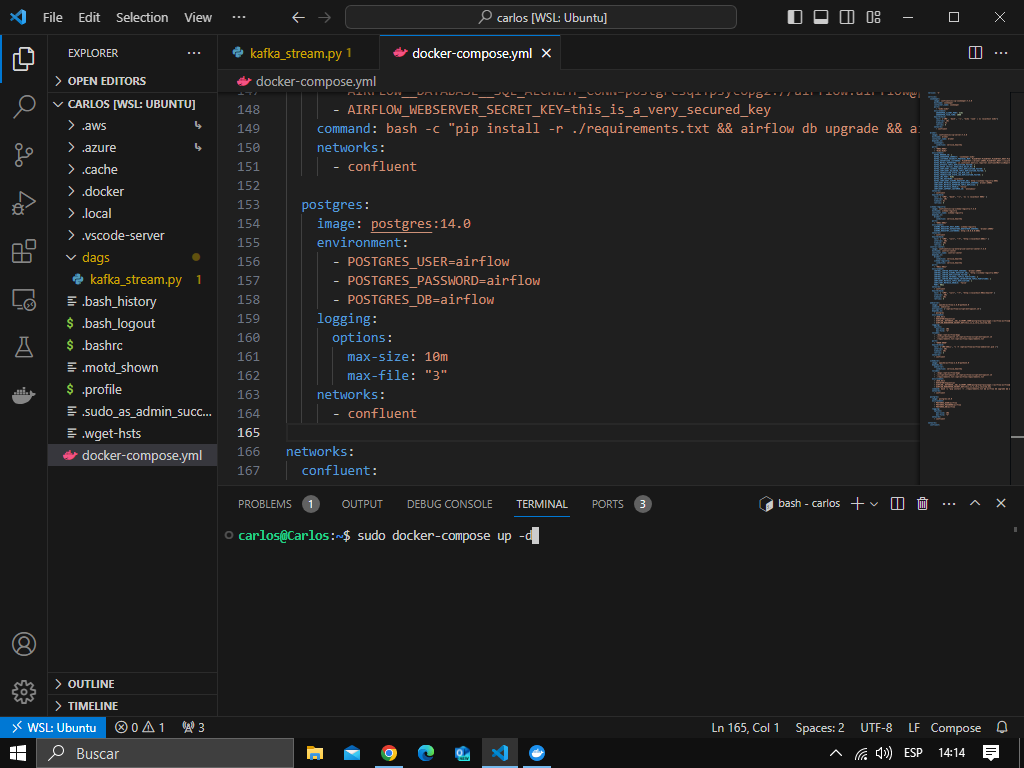 File Edit Selection View ··· carlos [WSL: Ubuntu]
EXPLORER ···
OPEN EDITORS
CARLOS [WSL: UBUNTU]
.aws
.azure
.cache
.docker
.local
.vscode-server
dags
kafka_stream.py 1
.bash_history
.bash_logout
.bashrc
.motd_shown
.profile
.sudo_as_admin_succ...
.wget-hsts
docker-compose.yml
OUTLINE
TIMELINE
kafka_stream.py 1 docker-compose.yml
docker-compose.yml
148 - AIRFLOW_WEBSERVER_SECRET_KEY=this_is_a_very_secured_key
149 command: bash -c "pip install -r ./requirements.txt && airflow db upgrade &&
150 networks:
151 - confluent
152
153 postgres:
154 image: postgres:14.0
155 environment:
156 - POSTGRES_USER=airflow
157 - POSTGRES_PASSWORD=airflow
158 - POSTGRES_DB=airflow
159 logging:
160 options:
161 max-size: 10m
162 max-file: "3"
163 networks:
164 - confluent
165
166 networks:
167 confluent:
PROBLEMS 1 OUTPUT DEBUG CONSOLE TERMINAL PORTS 3 bash - carlos ···
carlos@Carlos:~$ sudo docker-compose up -d
WSL: Ubuntu 0 1 3 Ln 165, Col 1 Spaces: 2 UTF-8 LF Compose
Buscar ESP 14:14